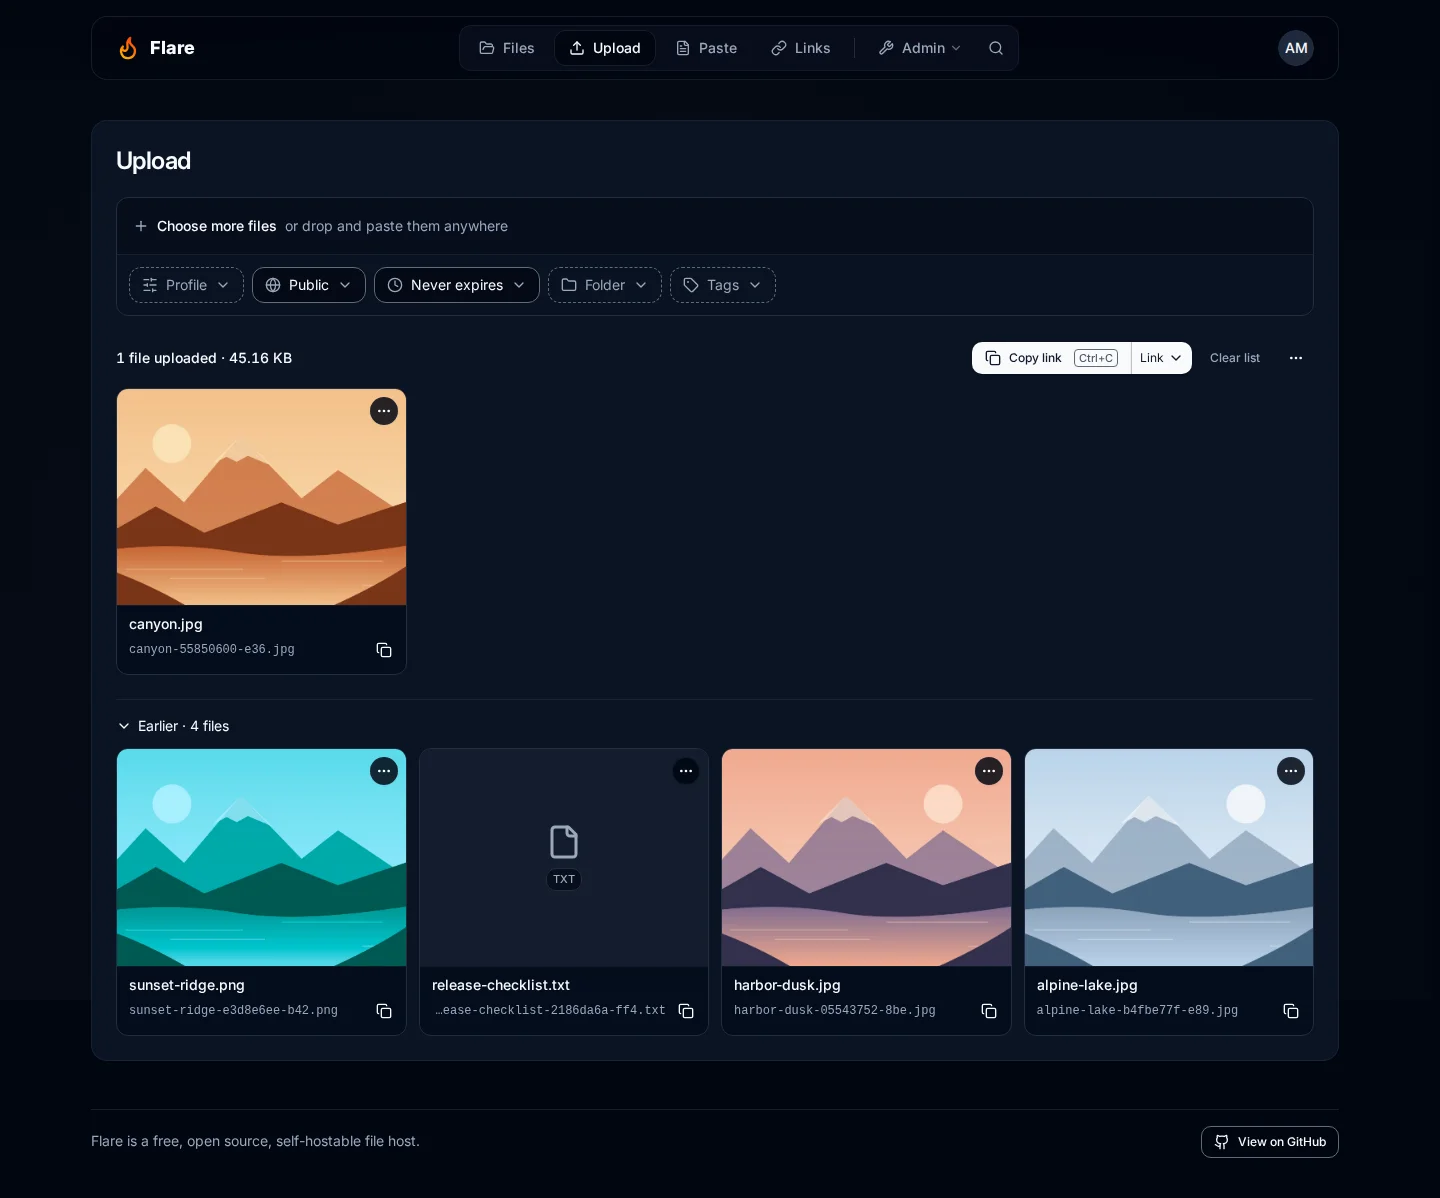 Flare
Files
Upload
Paste
Links
Admin
AM
Upload
Choose more files or drop and paste them anywhere
Profile
Public
Never expires
Folder
Tags
1 file uploaded · 45.16 KB
Copy link Ctrl+C
Link
Clear list
canyon.jpg
canyon-55850600-e36.jpg
Earlier · 4 files
sunset-ridge.png
sunset-ridge-e3d8e6ee-b42.png
TXT
release-checklist.txt
…ease-checklist-2186da6a-ff4.txt
harbor-dusk.jpg
harbor-dusk-05543752-8be.jpg
alpine-lake.jpg
alpine-lake-b4fbe77f-e89.jpg
Flare is a free, open source, self-hostable file host.
View on GitHub